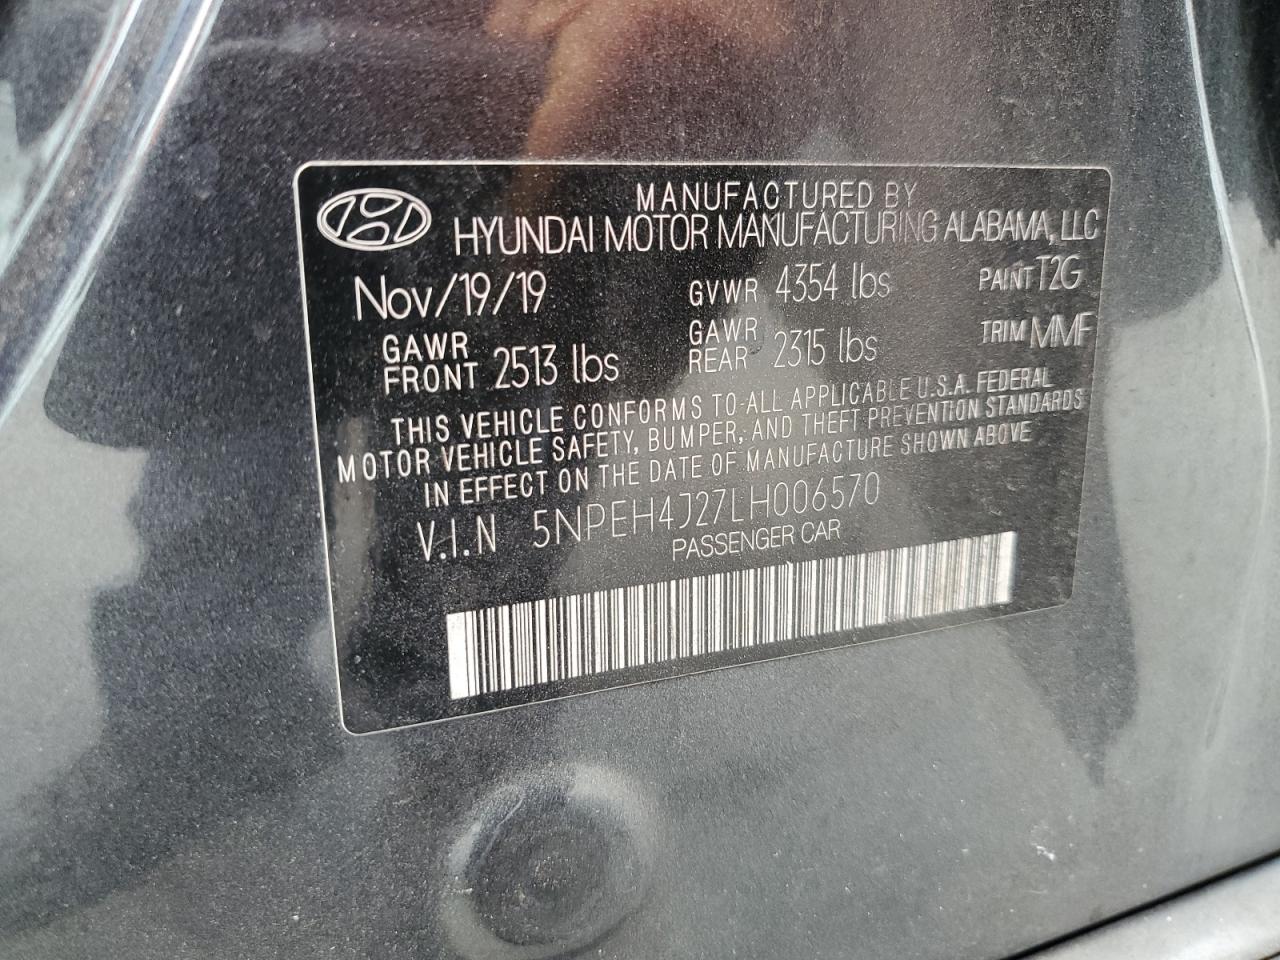 MANUFACTURED BY
HYUNDAI MOTOR MANUFACTURING ALABAMA, LLC
Nov/19/19 GVWR 4354 lbs PAINT T2G
GAWR FRONT 2513 lbs GAWR REAR 2315 lbs TRIM MMF
THIS VEHICLE CONFORMS TO ALL APPLICABLE U.S.A. FEDERAL
MOTOR VEHICLE SAFETY, BUMPER, AND THEFT PREVENTION STANDARDS
IN EFFECT ON THE DATE OF MANUFACTURE SHOWN ABOVE
V.I.N 5NPEH4J27LH006570
PASSENGER CAR